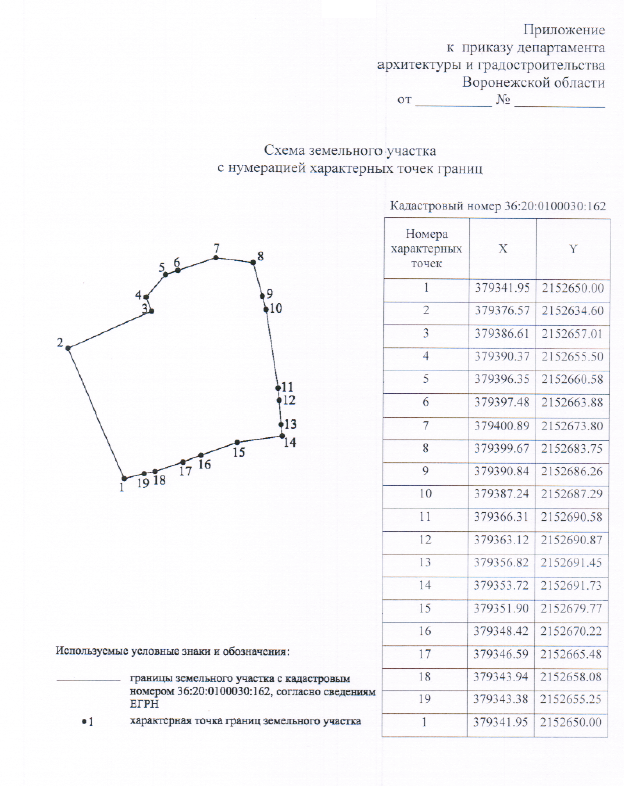 Приложение
к приказу департамента
архитектуры и градостроительства
Воронежской области
от ___________ № _____________
Схема земельного участка
с нумерацией характерных точек границ
Кадастровый номер 36:20:0100030:162
Номера характерных точек X Y
1 379341.95 2152650.00
2 379376.57 2152634.60
3 379386.61 2152657.01
4 379390.37 2152655.50
5 379396.35 2152660.58
6 379397.48 2152663.88
7 379400.89 2152673.80
8 379399.67 2152683.75
9 379390.84 2152686.26
10 379387.24 2152687.29
11 379366.31 2152690.58
12 379363.12 2152690.87
13 379356.82 2152691.45
14 379353.72 2152691.73
15 379351.90 2152679.77
16 379348.42 2152670.22
17 379346.59 2152665.48
18 379343.94 2152658.08
19 379343.38 2152655.25
1 379341.95 2152650.00
7
8
6
5
4
9
3
10
2
11
12
13
14
15
16
17
18
19
1
Используемые условные знаки и обозначения:
границы земельного участка с кадастровым
номером 36:20:0100030:162, согласно сведениям
ЕГРН
1 характерная точка границ земельного участка